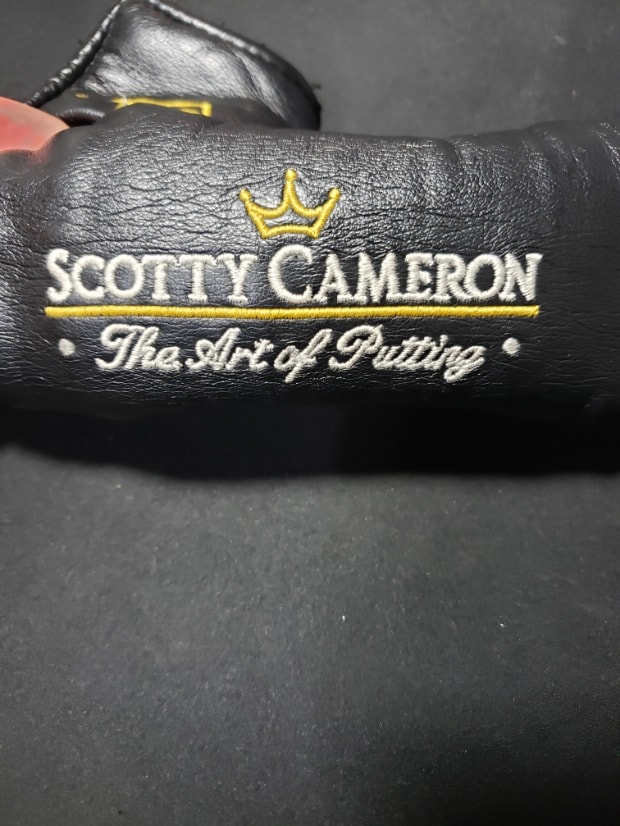 SCOTTY CAMERON
• The Art of Putting •